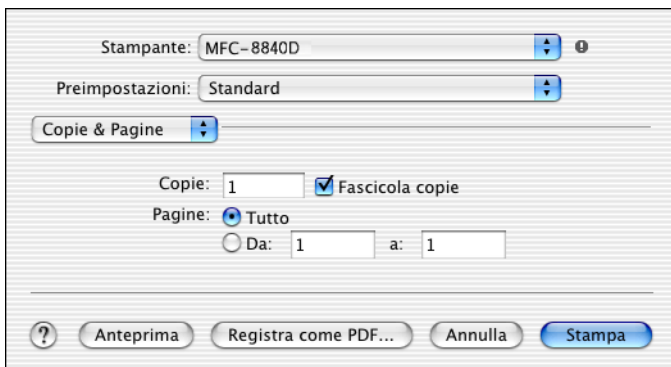 Stampante: MFC-8840D
Preimpostazioni: Standard
Copie & Pagine
Copie: 1 Fascicola copie
Pagine: Tutto
Da: 1 a: 1
? Anteprima Registra come PDF... Annulla Stampa